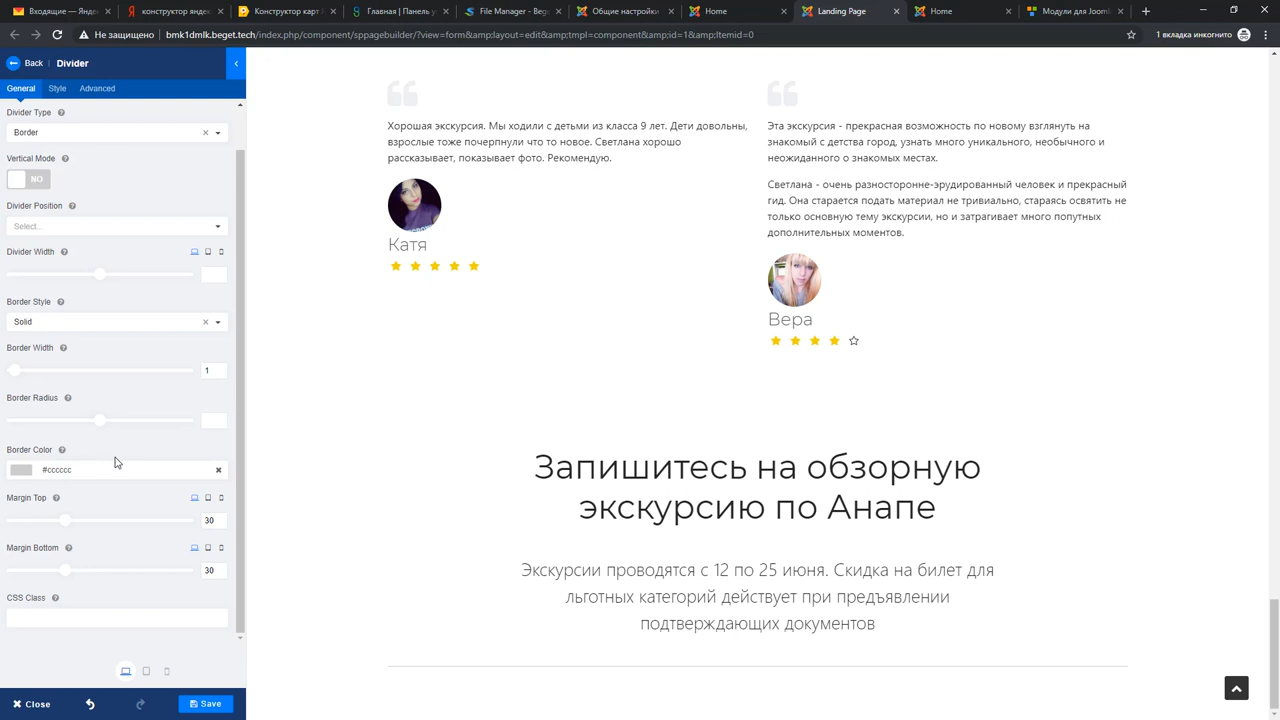 конструктор яндекс
Конструктор карт
Главная | Панель
File Manager - Beg
Общие настройки
Home
Landing Page
Home
Модули для Joom
Не защищено
bmk1dmlk.beget.tech/index.php/component/sppagebuilder/?view=form&amp;layout=edit&amp;tmpl=component&amp;id=1&amp;Itemid=0
1 вкладка инкогнито
Back
Divider
General
Style
Advanced
Divider Type
Border
Vertical Mode
NO
Divider Position
Select...
Divider Width
Border Style
Solid
Border Width
1
Border Radius
Border Color
#cccccc
Margin Top
30
Margin Bottom
30
CSS Class
Close
Save
Хорошая экскурсия. Мы ходили с детьми из класса 9 лет. Дети довольны,
взрослые тоже почерпнули что то новое. Светлана хорошо
рассказывает, показывает фото. Рекомендую.
Катя
Эта экскурсия - прекрасная возможность по новому взглянуть на
знакомый с детства город, узнать много уникального, необычного и
неожиданного о знакомых местах.
Светлана - очень разносторонне-эрудированный человек и прекрасный
гид. Она старается подать материал не тривиально, стараясь освятить не
только основную тему экскурсии, но и затрагивает много попутных
дополнительных моментов.
Вера
Запишитесь на обзорную
экскурсию по Анапе
Экскурсии проводятся с 12 по 25 июня. Скидка на билет для
льготных категорий действует при предъявлении
подтверждающих документов